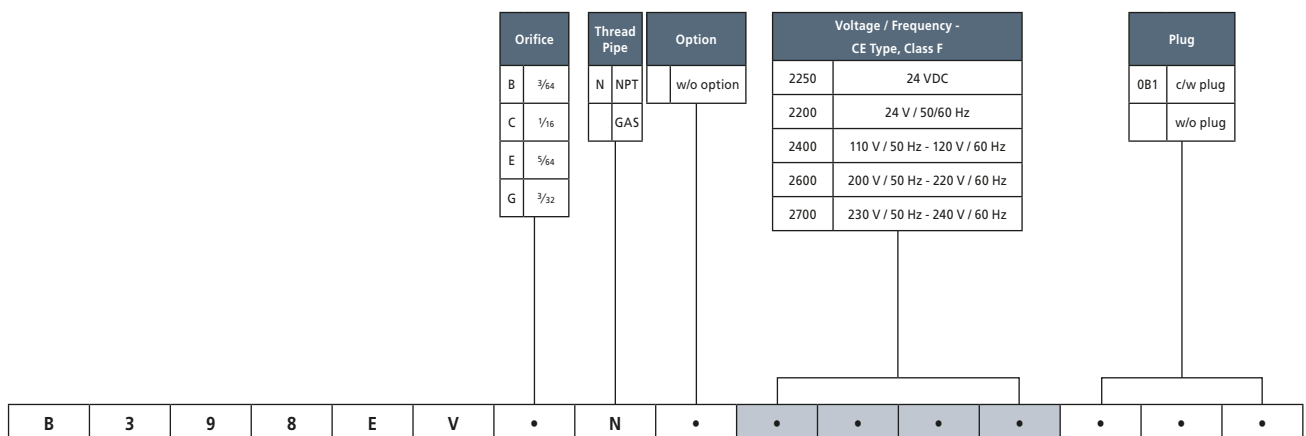 Orifice
B 3/64
C 1/16
E 5/64
G 3/32
Thread
Pipe
N NPT
GAS
Option
w/o option
Voltage / Frequency -
CE Type, Class F
2250 24 VDC
2200 24 V / 50/60 Hz
2400 110 V / 50 Hz - 120 V / 60 Hz
2600 200 V / 50 Hz - 220 V / 60 Hz
2700 230 V / 50 Hz - 240 V / 60 Hz
Plug
0B1 c/w plug
w/o plug
B 3 9 8 E V • N • • • • • • • •